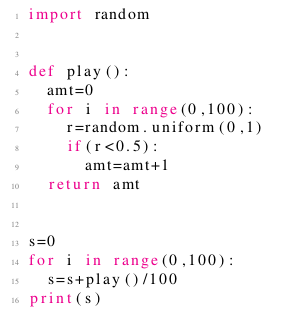 1 import random
2
3
4 def play():
5   amt=0
6   for i in range(0,100):
7     r=random.uniform(0,1)
8     if(r<0.5):
9       amt=amt+1
10   return amt
11
12
13 s=0
14 for i in range(0,100):
15   s=s+play()/100
16 print(s)